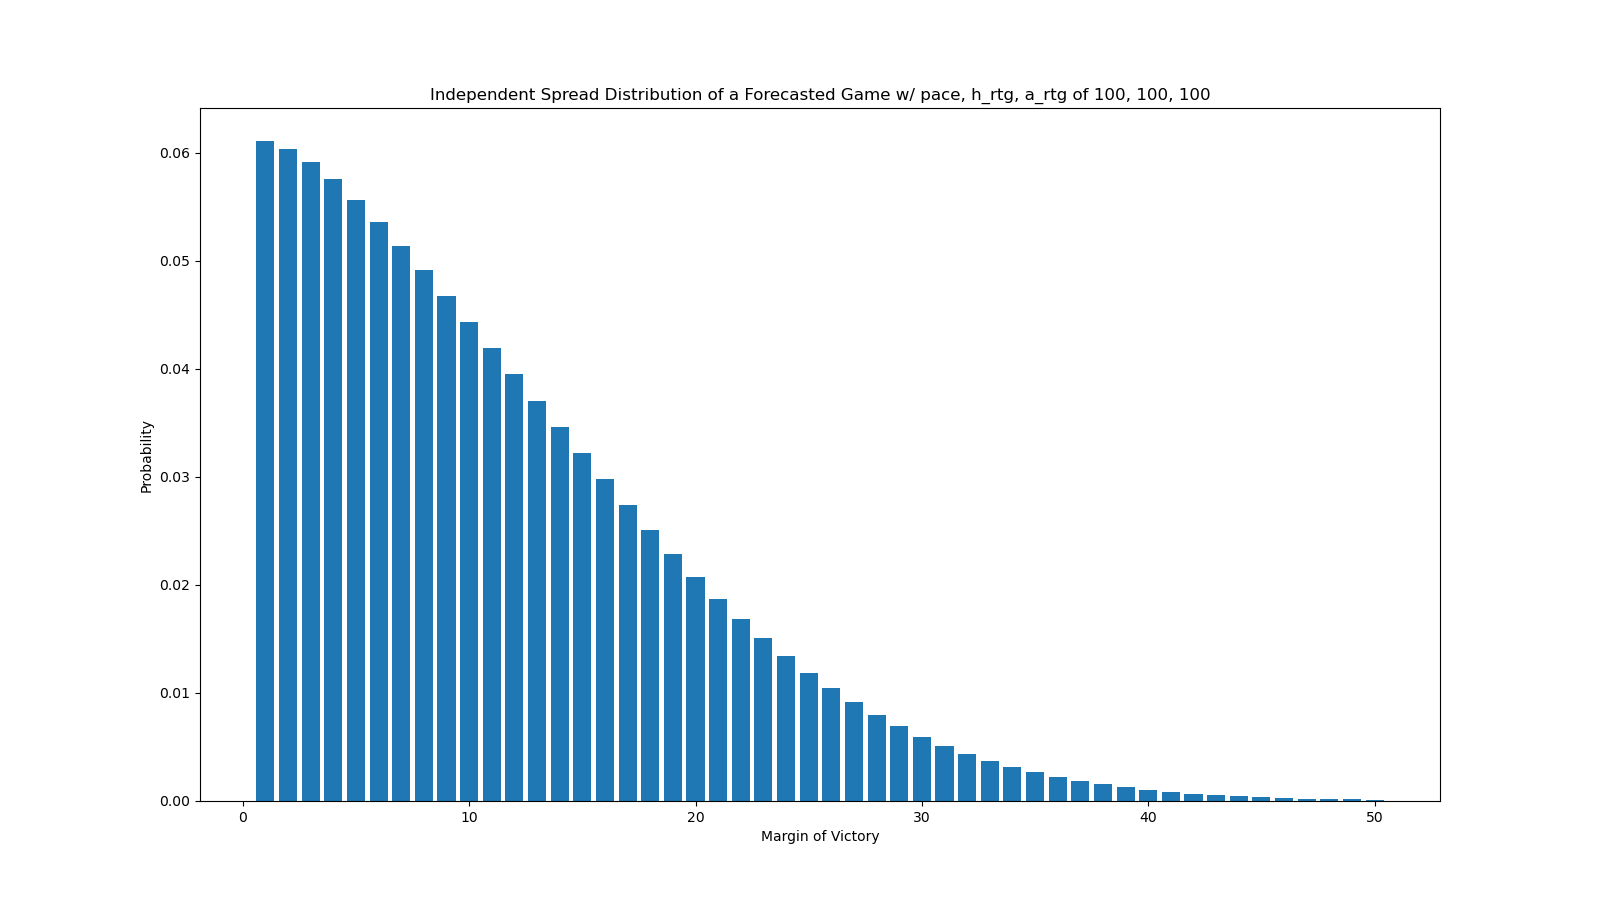 Independent Spread Distribution of a Forecasted Game w/ pace, h_rtg, a_rtg of 100, 100, 100
0.06
0.05
0.04
0.03
0.02
0.01
0.00
Probability
0 10 20 30 40 50
Margin of Victory